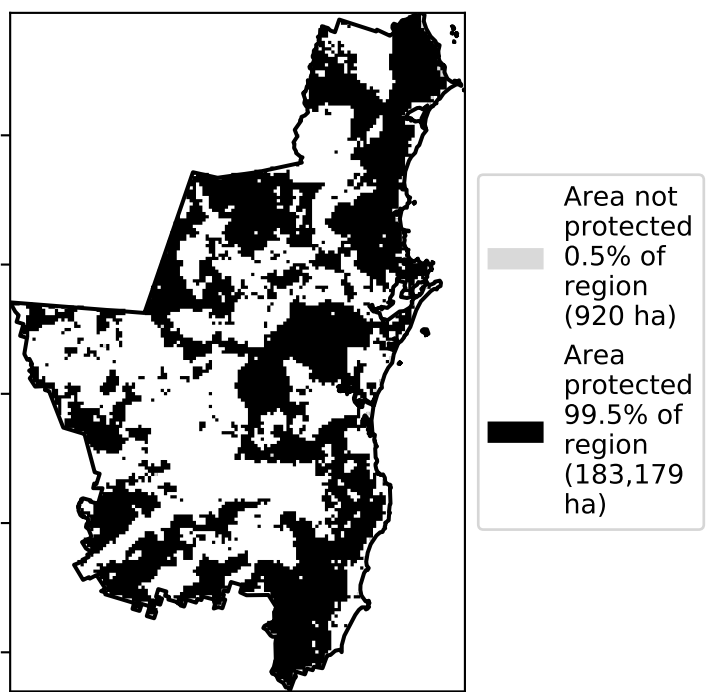 Area not
protected
0.5% of
region
(920 ha)
Area
protected
99.5% of
region
(183,179
ha)